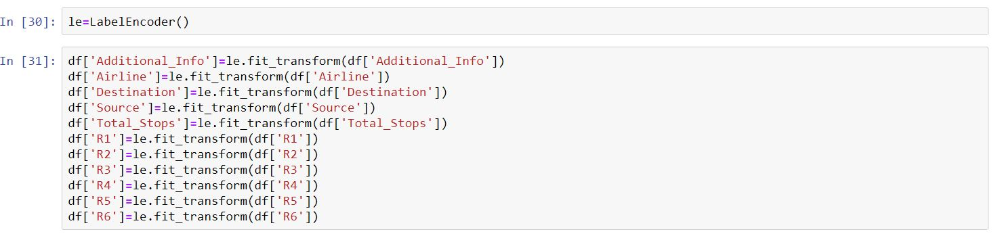 In [30]: le=LabelEncoder()
In [31]: df['Additional_Info']=le.fit_transform(df['Additional_Info'])
df['Airline']=le.fit_transform(df['Airline'])
df['Destination']=le.fit_transform(df['Destination'])
df['Source']=le.fit_transform(df['Source'])
df['Total_Stops']=le.fit_transform(df['Total_Stops'])
df['R1']=le.fit_transform(df['R1'])
df['R2']=le.fit_transform(df['R2'])
df['R3']=le.fit_transform(df['R3'])
df['R4']=le.fit_transform(df['R4'])
df['R5']=le.fit_transform(df['R5'])
df['R6']=le.fit_transform(df['R6'])